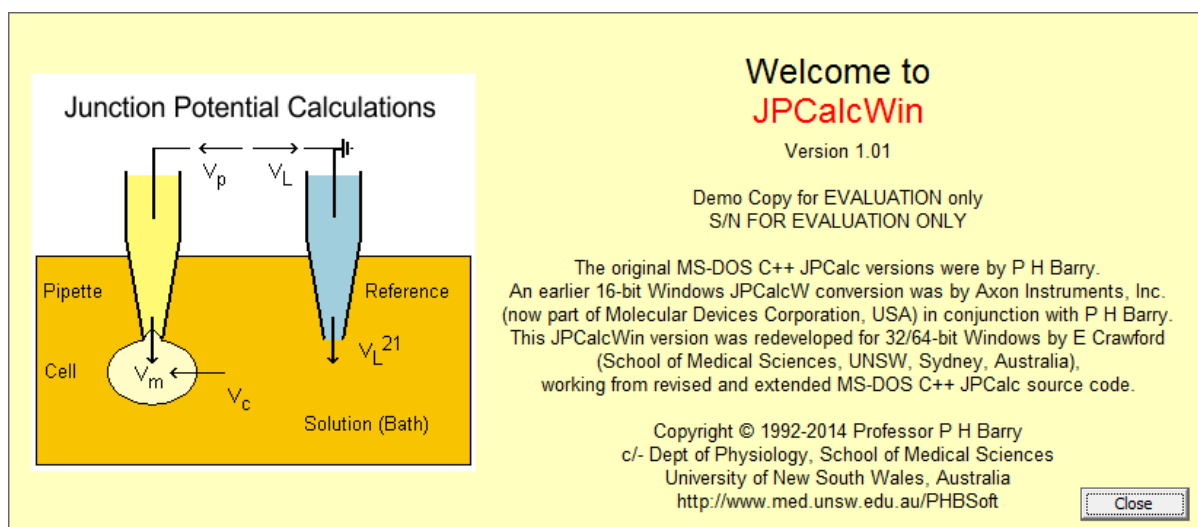 Junction Potential Calculations
Vp
VL
Pipette
Reference
Cell
Vm
Vc
VL21
Solution (Bath)
Welcome to
JPCalcWin
Version 1.01
Demo Copy for EVALUATION only
S/N FOR EVALUATION ONLY
The original MS-DOS C++ JPCalc versions were by P H Barry.
An earlier 16-bit Windows JPCalcW conversion was by Axon Instruments, Inc.
(now part of Molecular Devices Corporation, USA) in conjunction with P H Barry.
This JPCalcWin version was redeveloped for 32/64-bit Windows by E Crawford
(School of Medical Sciences, UNSW, Sydney, Australia),
working from revised and extended MS-DOS C++ JPCalc source code.
Copyright © 1992-2014 Professor P H Barry
c/- Dept of Physiology, School of Medical Sciences
University of New South Wales, Australia
http://www.med.unsw.edu.au/PHBSoft
Close